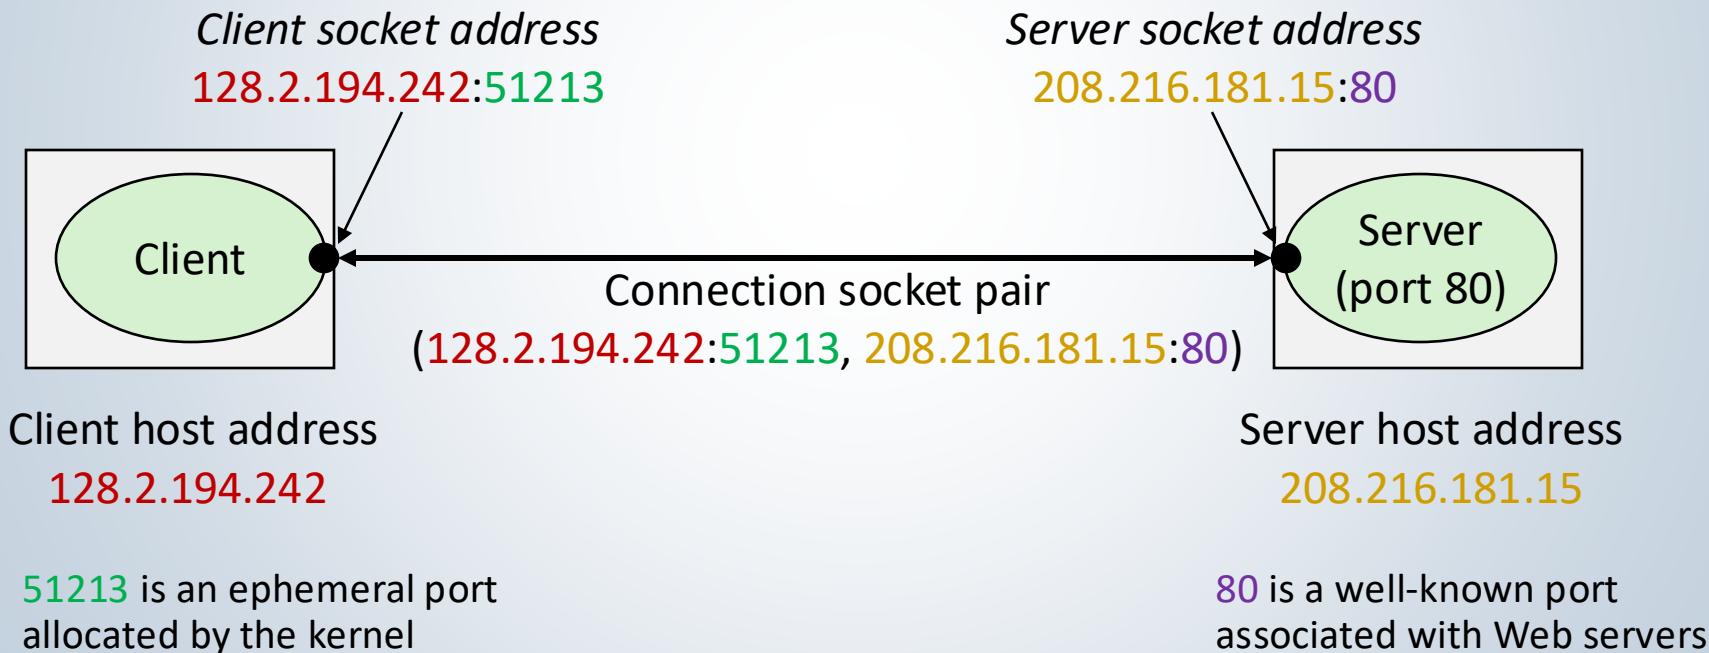 Client socket address
128.2.194.242:51213
Server socket address
208.216.181.15:80
Client
Server
(port 80)
Connection socket pair
(128.2.194.242:51213, 208.216.181.15:80)
Client host address
128.2.194.242
Server host address
208.216.181.15
51213 is an ephemeral port
allocated by the kernel
80 is a well-known port
associated with Web servers